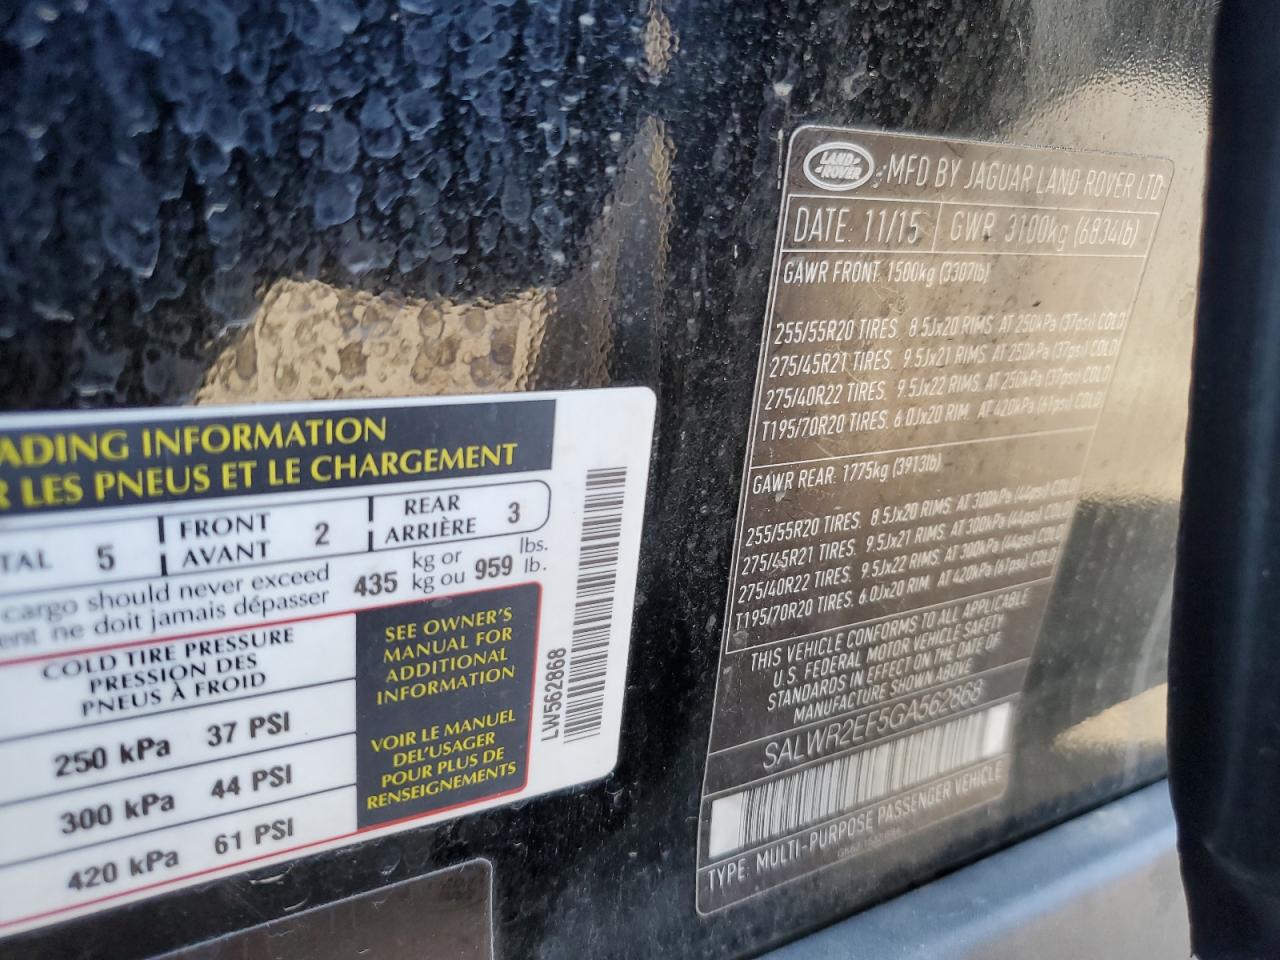 ADING INFORMATION
R LES PNEUS ET LE CHARGEMENT
TAL 5 FRONT AVANT 2 REAR ARRIÈRE 3
cargo should never exceed
ent ne doit jamais dépasser
435 kg or kg ou 959 lbs. lb.
COLD TIRE PRESSURE
PRESSION DES
PNEUS À FROID
250 kPa 37 PSI
300 kPa 44 PSI
420 kPa 61 PSI
SEE OWNER'S
MANUAL FOR
ADDITIONAL
INFORMATION
VOIR LE MANUEL
DEL'USAGER
POUR PLUS DE
RENSEIGNEMENTS
LW562868
LAND
ROVER
MFD BY JAGUAR LAND ROVER LTD
DATE: 11/15 GWR 3100kg (6834lb)
GAWR FRONT: 1500kg (3307lb)
255/55R20 TIRES. 8.5Jx20 RIMS AT 250kPa (37psi) COLD
275/45R21 TIRES. 9.5Jx21 RIMS AT 250kPa (37psi) COLD
275/40R22 TIRES. 9.5Jx22 RIMS AT 250kPa (37psi) COLD
T195/70R20 TIRES. 6.0Jx20 RIM. AT 420kPa (61psi) COLD
GAWR REAR: 1775kg (3913lb)
255/55R20 TIRES. 8.5Jx20 RIMS AT 300kPa (44psi) COLD
275/45R21 TIRES. 9.5Jx21 RIMS AT 300kPa (44psi) COLD
275/40R22 TIRES. 9.5Jx22 RIMS AT 300kPa (44psi) COLD
T195/70R20 TIRES. 6.0Jx20 RIM. AT 420kPa (61psi) COLD
THIS VEHICLE CONFORMS TO ALL APPLICABLE
U.S. FEDERAL MOTOR VEHICLE SAFETY
STANDARDS IN EFFECT ON THE DATE OF
MANUFACTURE SHOWN ABOVE
SALWR2EF5GA562868
TYPE: MULTI-PURPOSE PASSENGER VEHICLE